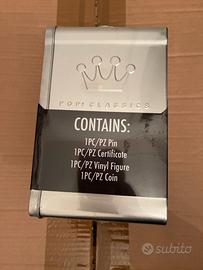 POP! CLASSICS
CONTAINS:
1PC/PZ Pin
1PC/PZ Certificate
1PC/PZ Vinyl Figure
1PC/PZ Coin
subito